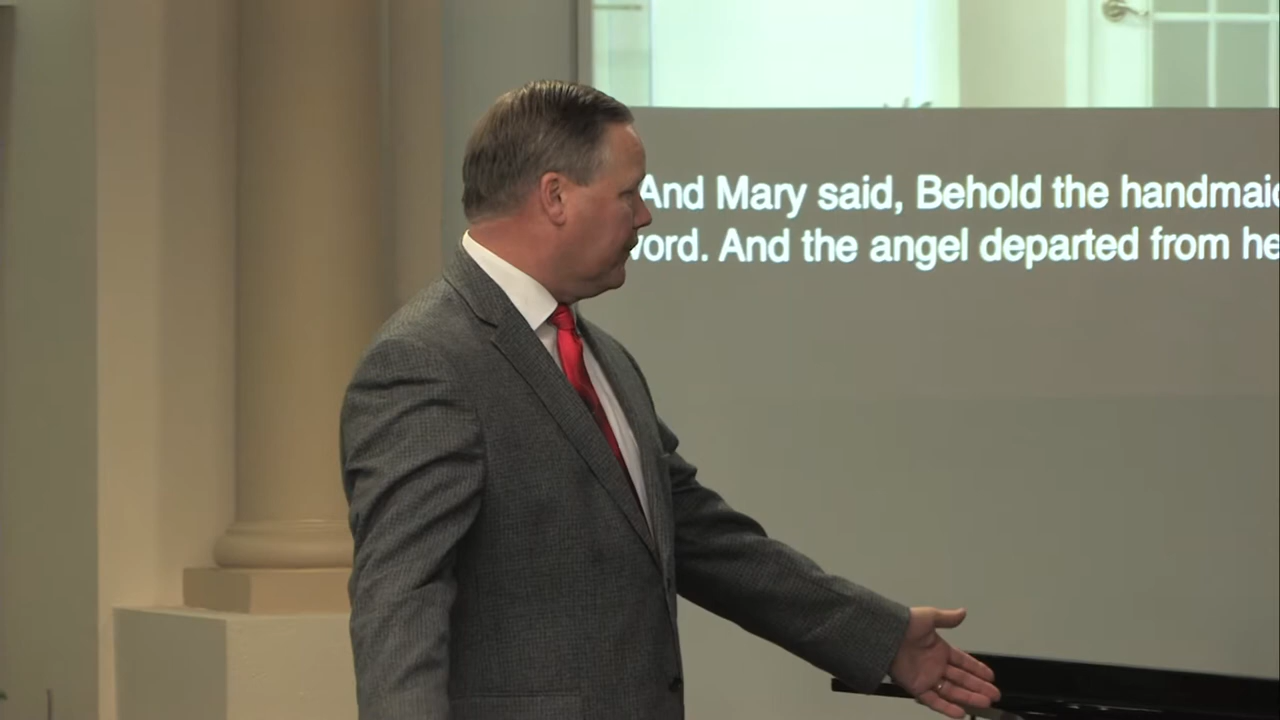 And Mary said, Behold the
word. And the angel departed from